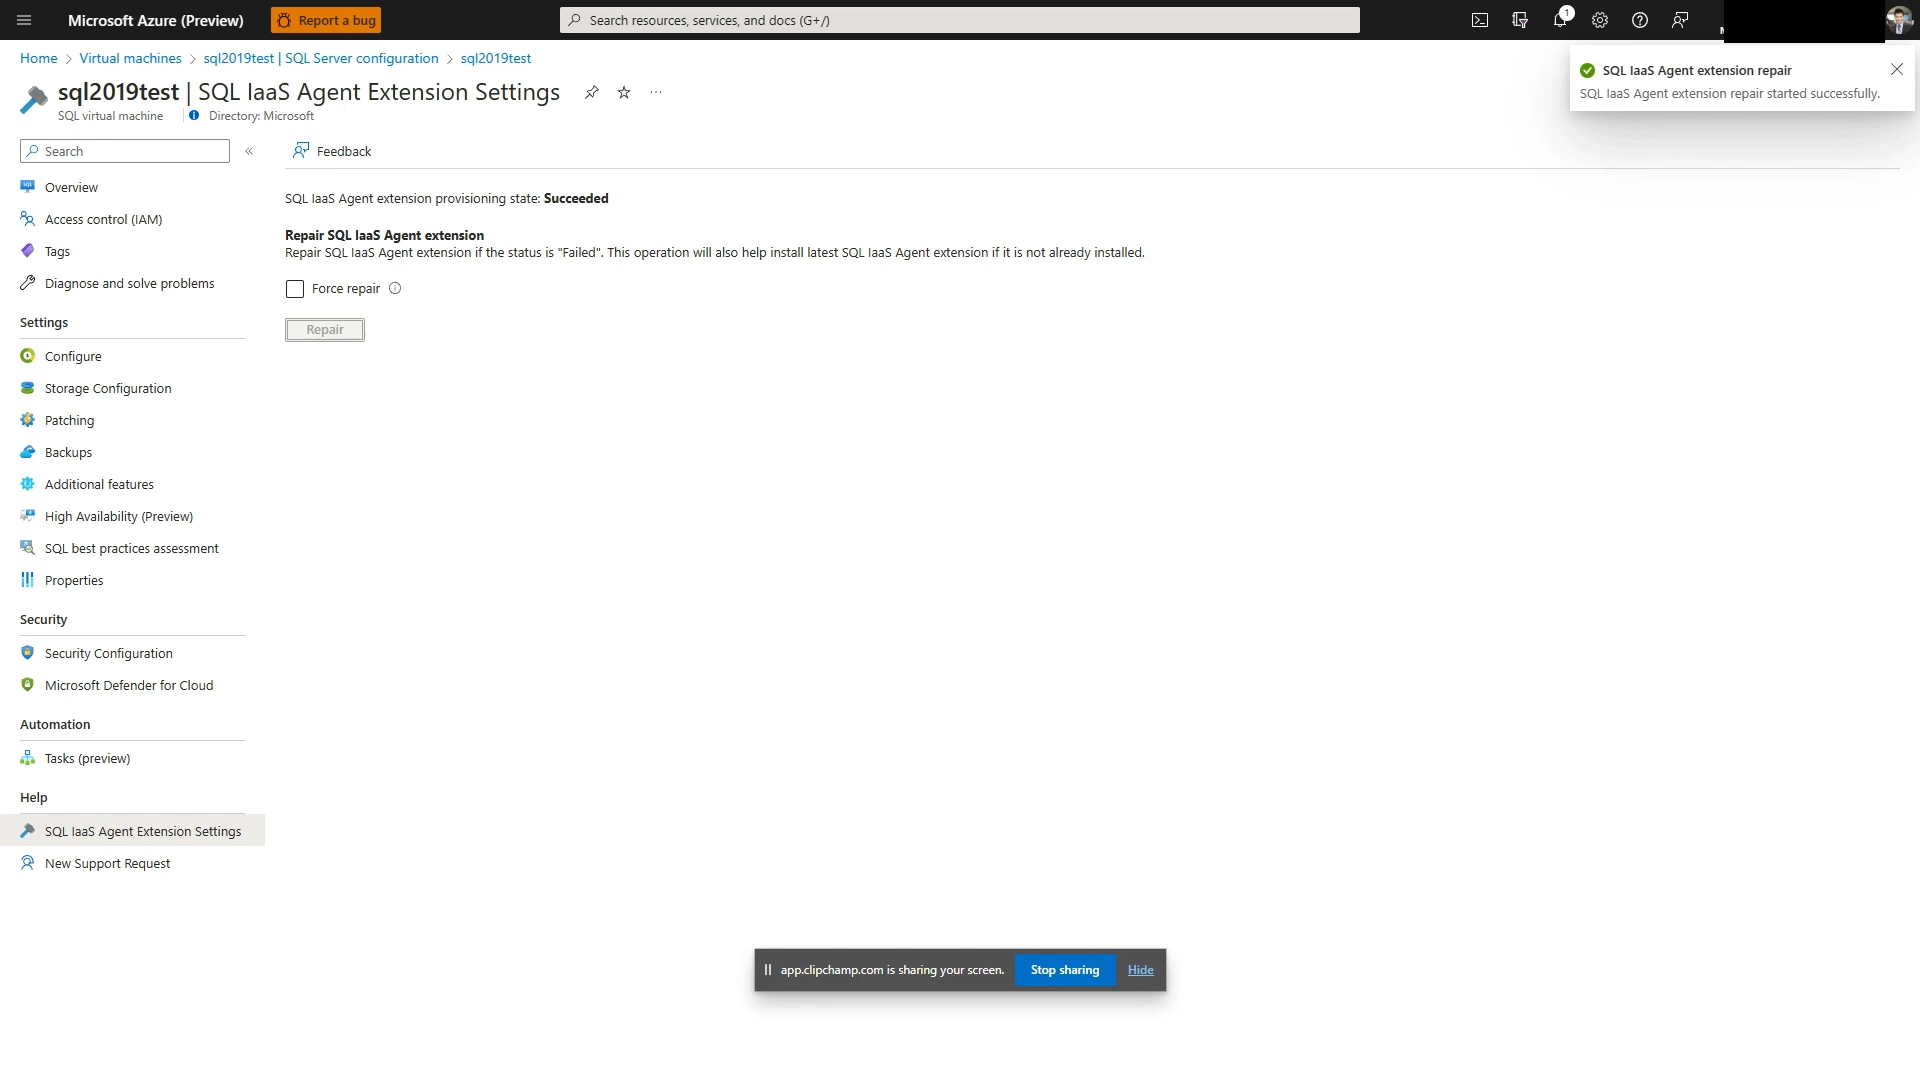 Microsoft Azure (Preview)
Report a bug
Search resources, services, and docs (G+/)
1
Home > Virtual machines > sql2019test | SQL Server configuration > sql2019test
sql2019test | SQL IaaS Agent Extension Settings
SQL virtual machine
Directory: Microsoft
SQL IaaS Agent extension repair
SQL IaaS Agent extension repair started successfully.
Search
Feedback
Overview
Access control (IAM)
Tags
Diagnose and solve problems
Settings
Configure
Storage Configuration
Patching
Backups
Additional features
High Availability (Preview)
SQL best practices assessment
Properties
Security
Security Configuration
Microsoft Defender for Cloud
Automation
Tasks (preview)
Help
SQL IaaS Agent Extension Settings
New Support Request
SQL IaaS Agent extension provisioning state: Succeeded
Repair SQL IaaS Agent extension
Repair SQL IaaS Agent extension if the status is "Failed". This operation will also help install latest SQL IaaS Agent extension if it is not already installed.
Force repair
Repair
app.clipchamp.com is sharing your screen.
Stop sharing
Hide